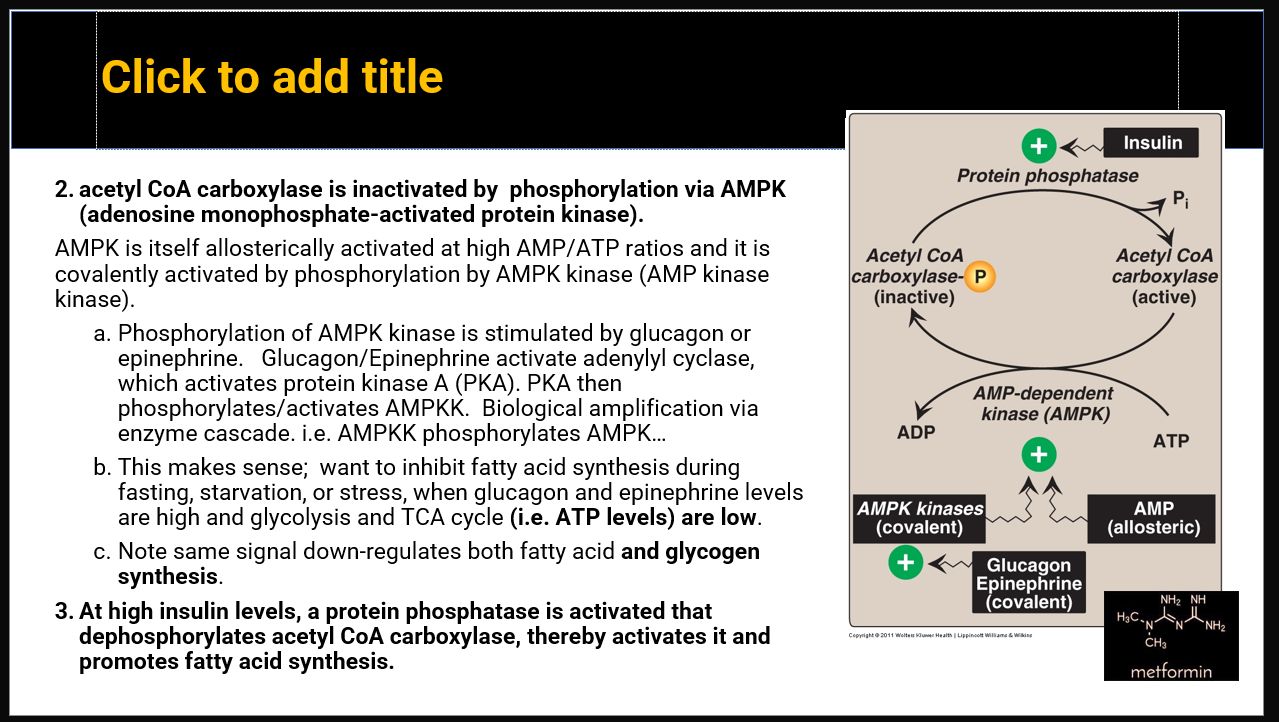 Click to add title
2. acetyl CoA carboxylase is inactivated by  phosphorylation via AMPK
(adenosine monophosphate-activated protein kinase).
AMPK is itself allosterically activated at high AMP/ATP ratios and it is
covalently activated by phosphorylation by AMPK kinase (AMP kinase
kinase).
a. Phosphorylation of AMPK kinase is stimulated by glucagon or
epinephrine.   Glucagon/Epinephrine activate adenylyl cyclase,
which activates protein kinase A (PKA). PKA then
phosphorylates/activates AMPKK.  Biological amplification via
enzyme cascade. i.e. AMPKK phosphorylates AMPK…
b. This makes sense;  want to inhibit fatty acid synthesis during
fasting, starvation, or stress, when glucagon and epinephrine levels
are high and glycolysis and TCA cycle (i.e. ATP levels) are low.
c. Note same signal down-regulates both fatty acid and glycogen
synthesis.
3. At high insulin levels, a protein phosphatase is activated that
dephosphorylates acetyl CoA carboxylase, thereby activates it and
promotes fatty acid synthesis.
+
Insulin
Protein phosphatase
Pi
Acetyl CoA
carboxylase-P
(inactive)
Acetyl CoA
carboxylase
(active)
AMP-dependent
kinase (AMPK)
ADP
ATP
+
AMPK kinases
(covalent)
AMP
(allosteric)
+
Glucagon
Epinephrine
(covalent)
Copyright © 2011 Wolters Kluwer Health | Lippincott Williams & Wilkins
NH2 NH
H3C N N NH2
CH3
metformin